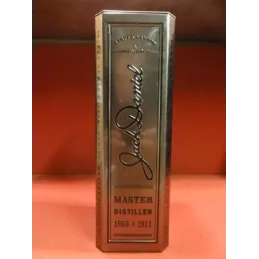 Jack Daniel
MASTER
DISTILLER
1866 1911